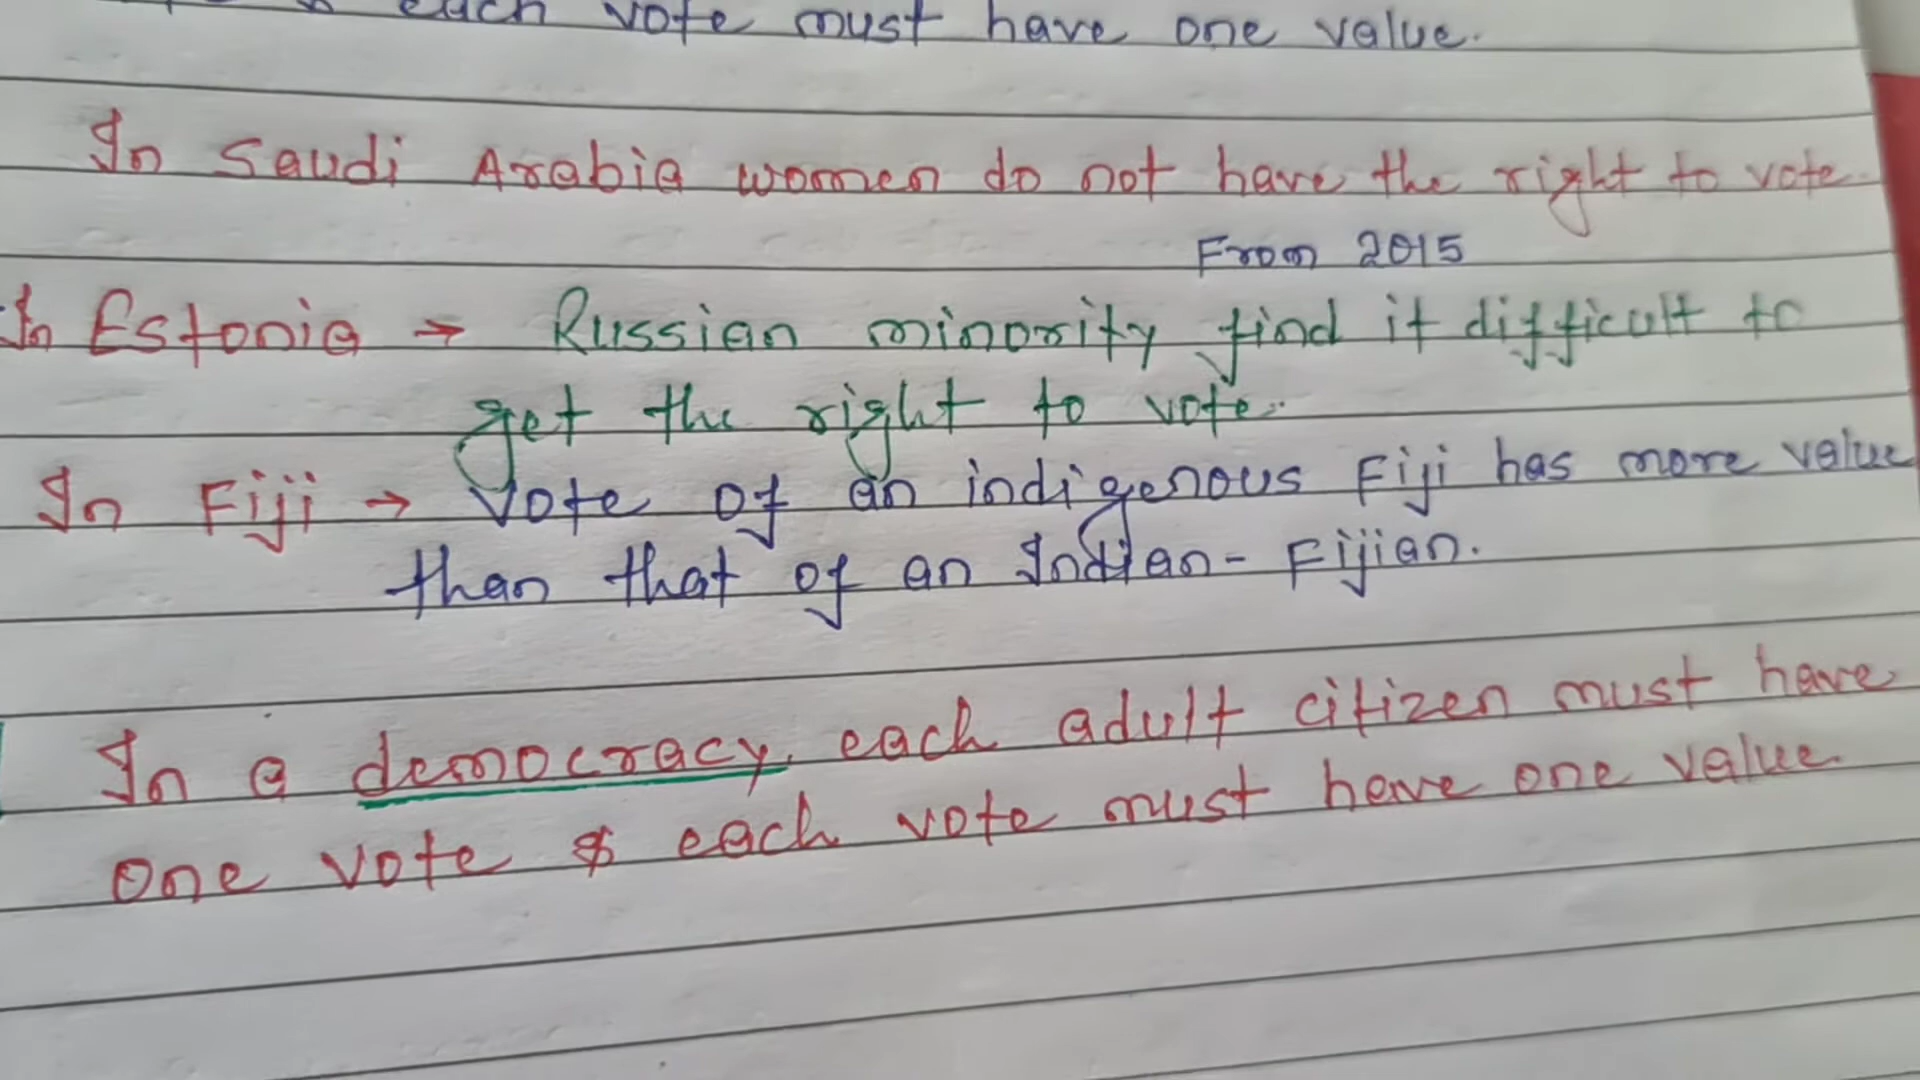 each vote must have one value.
In Saudi Arabia women do not have the right to vote.
From 2015
In Estonia → Russian minority find it difficult to
get the right to vote.
In Fiji → Vote of an indigenous Fiji has more value
than that of an Indian-Fijian.
In a democracy, each adult citizen must have
one vote & each vote must have one value.